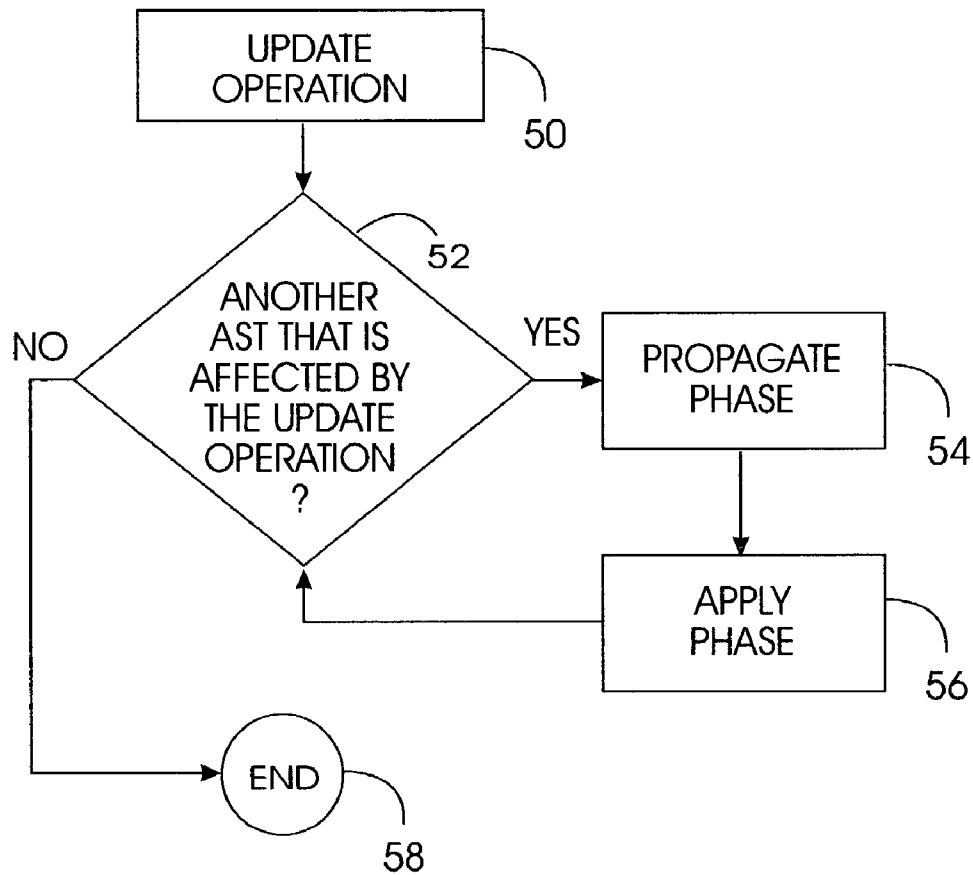 UPDATE
OPERATION
50
52
ANOTHER
AST THAT IS
AFFECTED BY
THE UPDATE
OPERATION
?
NO
YES
PROPAGATE
PHASE
54
APPLY
PHASE
56
END
58